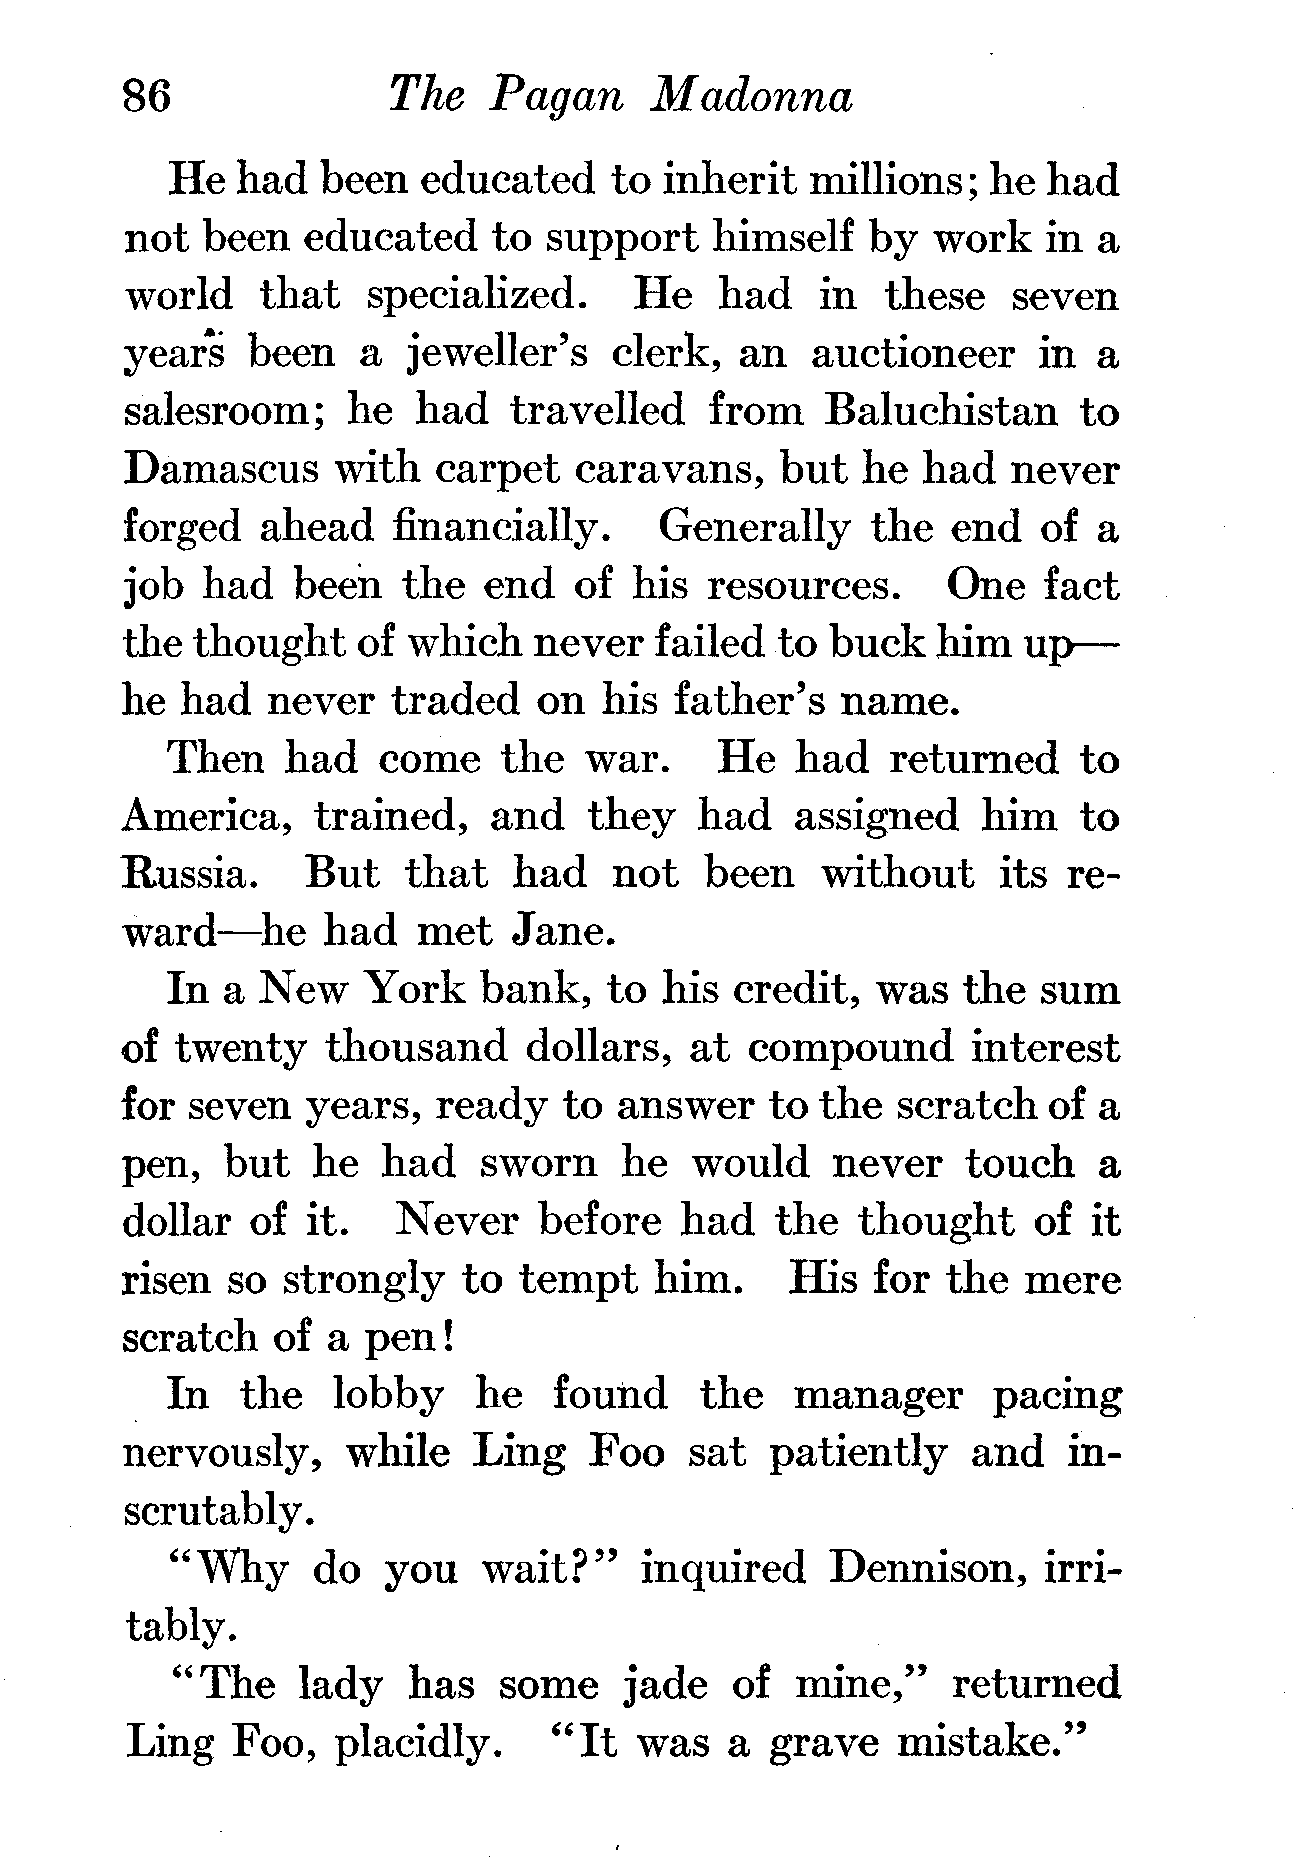 86 The Pagan Madonna
He had been educated to inherit millions; he had
not been educated to support himself by work in a
world that specialized. He had in these seven
years been a jeweller's clerk, an auctioneer in a
salesroom; he had travelled from Baluchistan to
Damascus with carpet caravans, but he had never
forged ahead financially. Generally the end of a
job had been the end of his resources. One fact
the thought of which never failed to buck him up—
he had never traded on his father's name.
Then had come the war. He had returned to
America, trained, and they had assigned him to
Russia. But that had not been without its re-
ward—he had met Jane.
In a New York bank, to his credit, was the sum
of twenty thousand dollars, at compound interest
for seven years, ready to answer to the scratch of a
pen, but he had sworn he would never touch a
dollar of it. Never before had the thought of it
risen so strongly to tempt him. His for the mere
scratch of a pen!
In the lobby he found the manager pacing
nervously, while Ling Foo sat patiently and in-
scrutably.
"Why do you wait?" inquired Dennison, irri-
tably.
"The lady has some jade of mine," returned
Ling Foo, placidly. "It was a grave mistake."